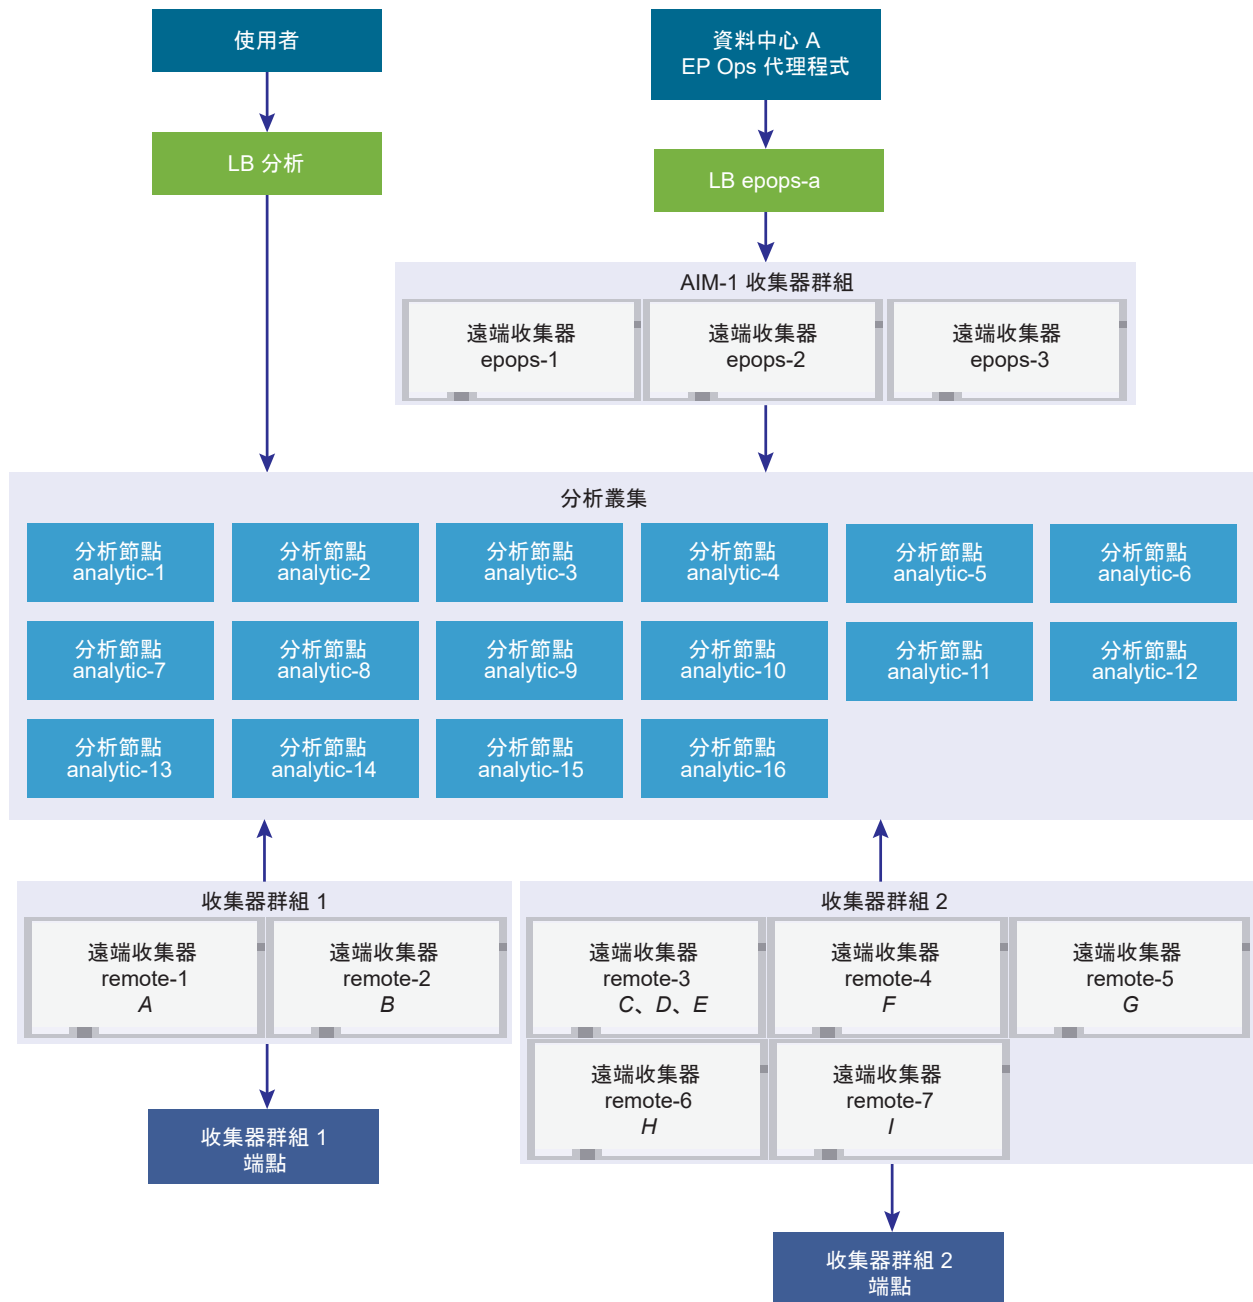 使用者
資料中心 A
EP Ops 代理程式
LB 分析
LB epops-a
AIM-1 收集器群組
遠端收集器
epops-1
遠端收集器
epops-2
遠端收集器
epops-3
分析叢集
分析節點
analytic-1
分析節點
analytic-2
分析節點
analytic-3
分析節點
analytic-4
分析節點
analytic-5
分析節點
analytic-6
分析節點
analytic-7
分析節點
analytic-8
分析節點
analytic-9
分析節點
analytic-10
分析節點
analytic-11
分析節點
analytic-12
分析節點
analytic-13
分析節點
analytic-14
分析節點
analytic-15
分析節點
analytic-16
收集器群組 1
遠端收集器
remote-1
A
遠端收集器
remote-2
B
收集器群組 2
遠端收集器
remote-3
C、D、E
遠端收集器
remote-4
F
遠端收集器
remote-5
G
遠端收集器
remote-6
H
遠端收集器
remote-7
I
收集器群組 1
端點
收集器群組 2
端點